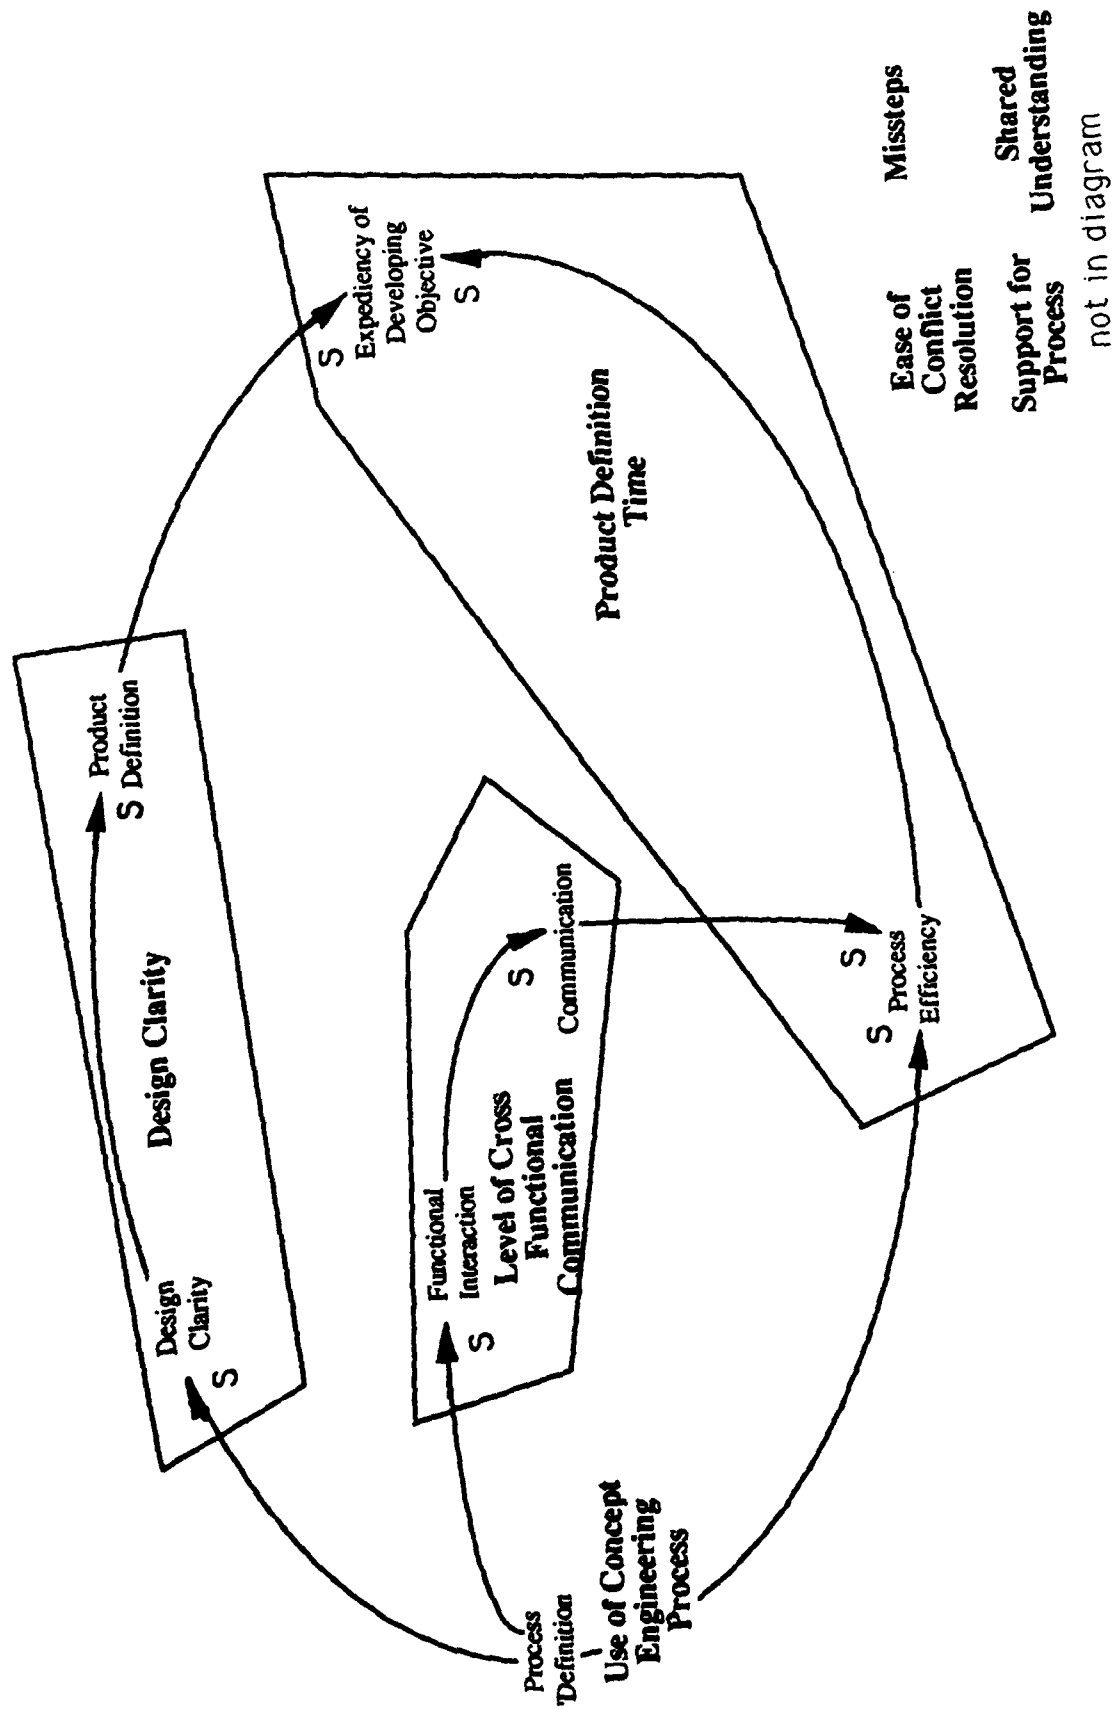 Product
S Definition
Design Clarity
Design
Clarity
S
S
Expediency of
Developing
Objective
S
Functional
Interaction
S
Level of Cross
Functional
Communication
S
Communication
Product Definition
Time
Process
'Definition
Use of Concept
Engineering
Process
S
S
Process
Efficiency
Ease of
Conflict
Resolution
Missteps
Support for
Process
Shared
Understanding
not in diagram